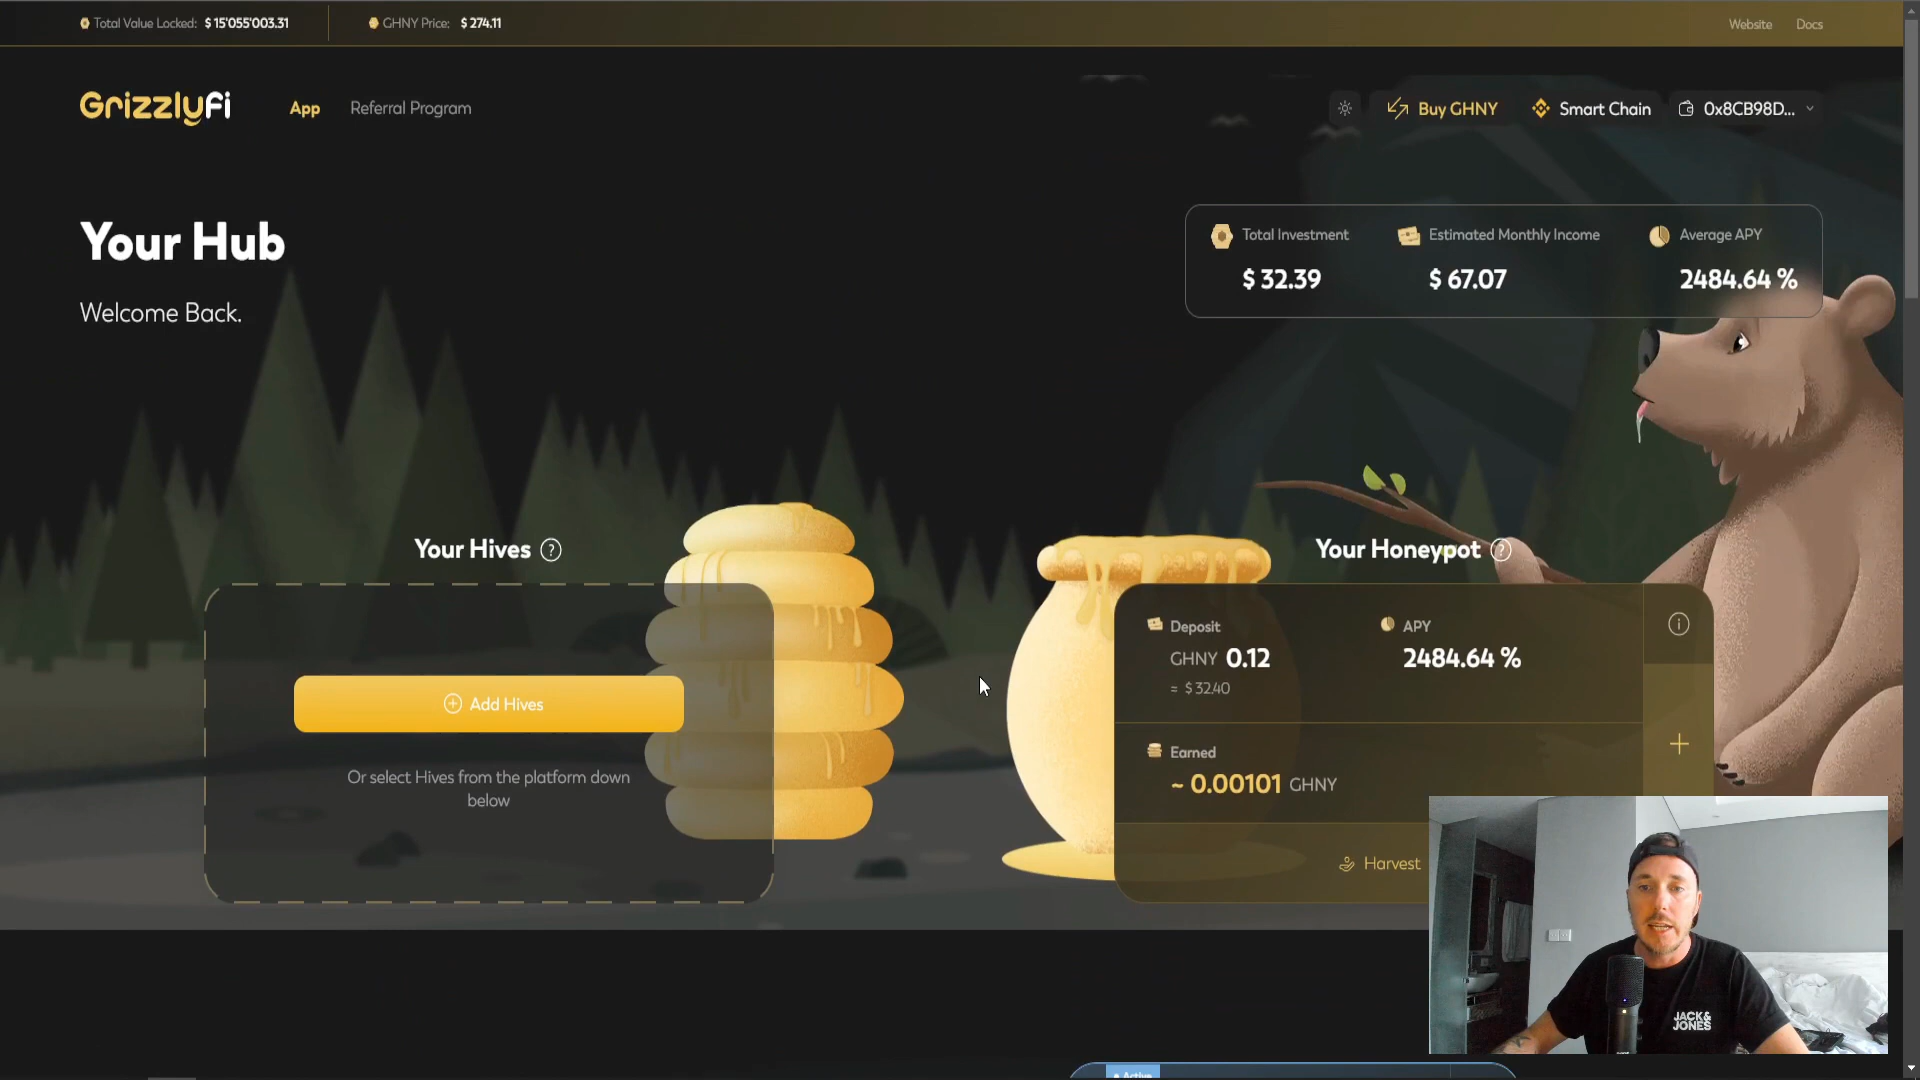 Total Value Locked: $ 15'055'003.31
GHNY Price: $ 274.11
Website
Docs
GrizzlyFi
App
Referral Program
Buy GHNY
Smart Chain
0x8CB98D...
Your Hub
Welcome Back.
Total Investment
$ 32.39
Estimated Monthly Income
$ 67.07
Average APY
2484.64 %
Your Hives ?
Add Hives
Or select Hives from the platform down
below
Your Honeypot ?
Deposit
GHNY 0.12
≈ $ 32.40
APY
2484.64 %
Earned
~ 0.00101 GHNY
Harvest
JACK&
JONES
Active